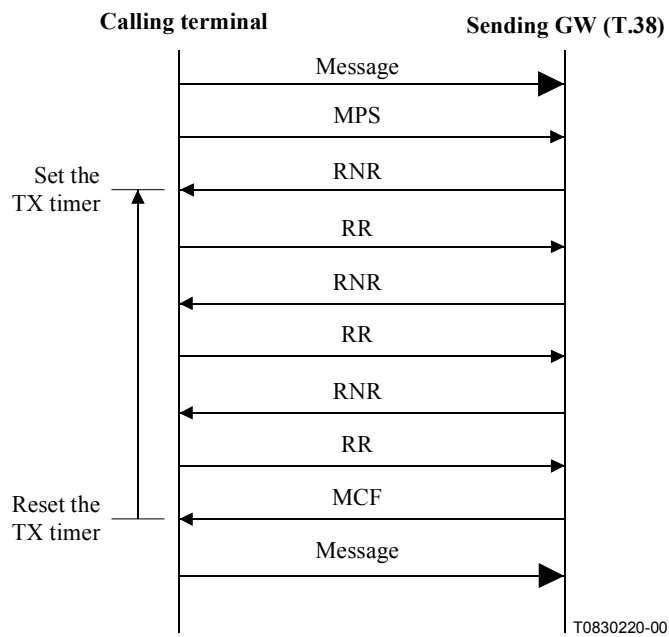 Calling terminal
Sending GW (T.38)
Message
MPS
Set the
TX timer
RNR
RR
RNR
RR
RNR
RR
Reset the
TX timer
MCF
Message
T0830220-00